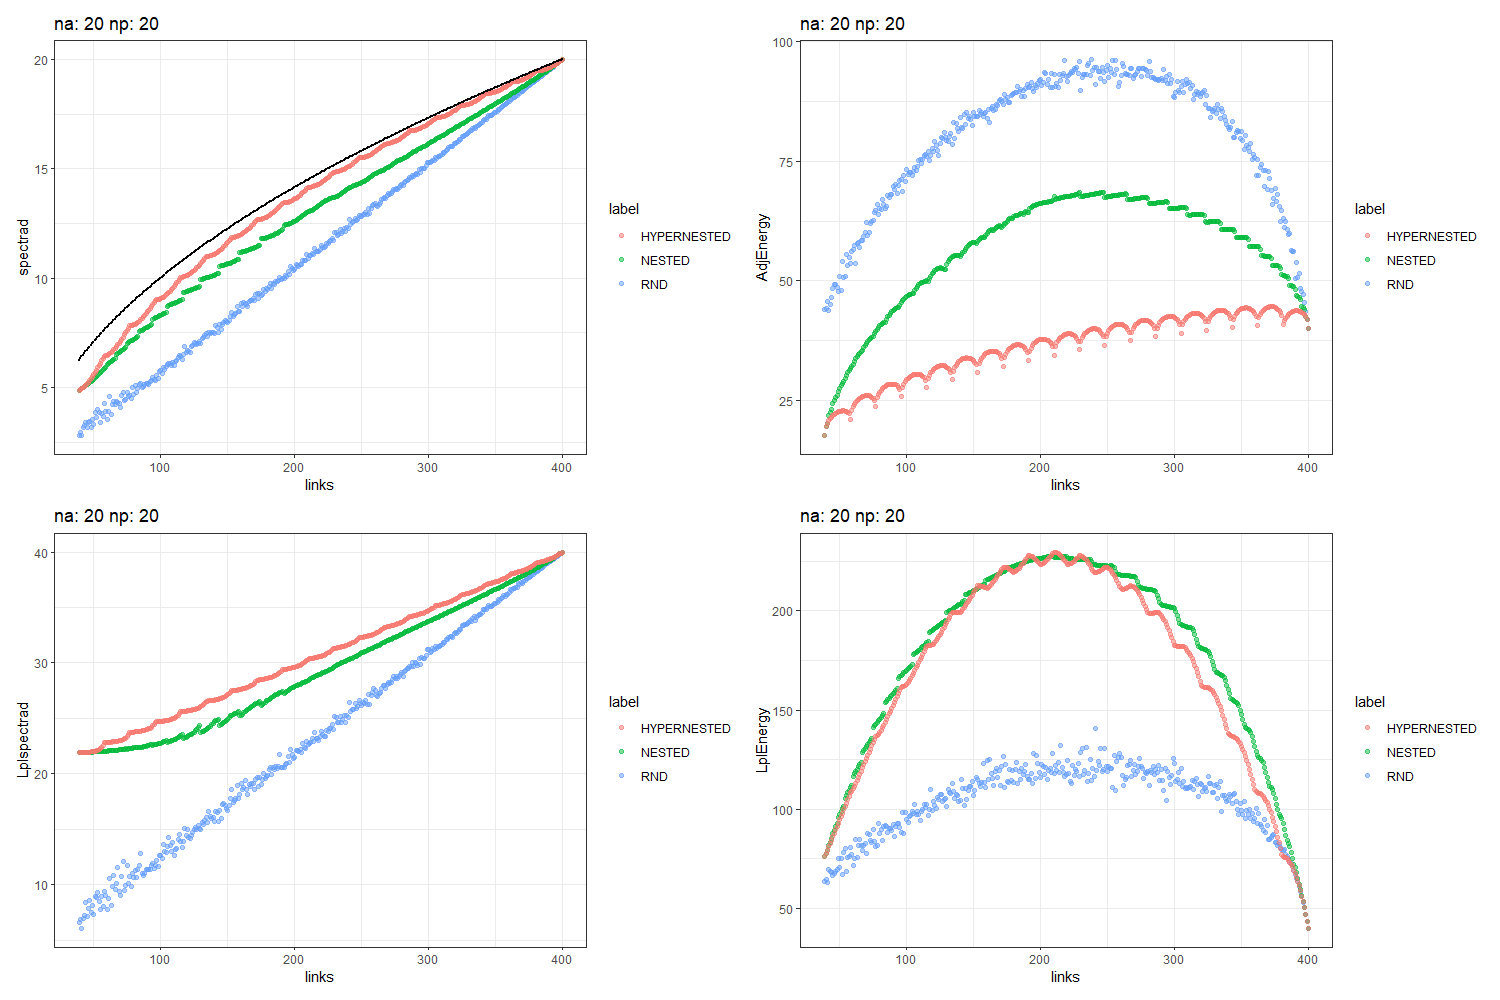 na: 20 np: 20
20
15
10
5
spectrad
100 200 300 400
links
label
HYPERNESTED
NESTED
RND
na: 20 np: 20
100
75
50
25
AdjEnergy
100 200 300 400
links
label
HYPERNESTED
NESTED
RND
na: 20 np: 20
40
30
20
10
Lplspectrad
100 200 300 400
links
label
HYPERNESTED
NESTED
RND
na: 20 np: 20
200
150
100
50
LplEnergy
100 200 300 400
links
label
HYPERNESTED
NESTED
RND